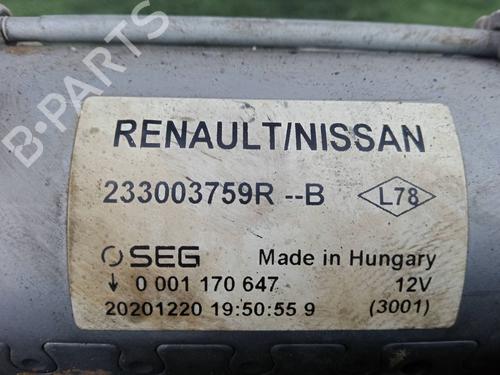 B-PARTS
RENAULT/NISSAN
233003759R --B L78
SEG Made in Hungary
0 001 170 647 12V
20201220 19:50:55 9 (3001)